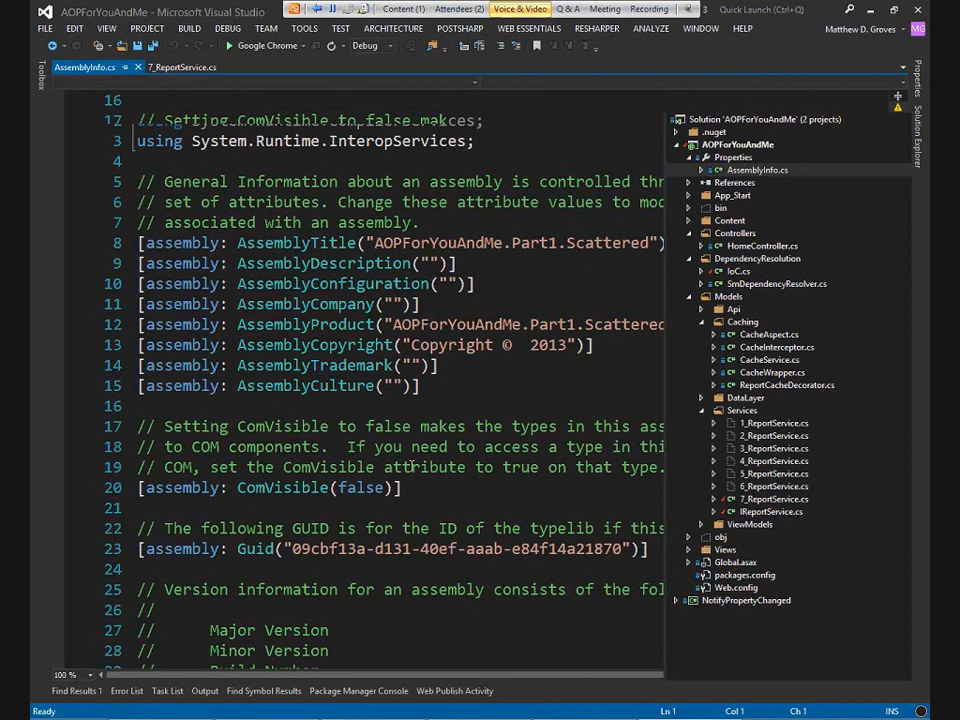 AOPForYouAndMe - Microsoft Visual Studio
Content (1) Attendees (2) Voice & Video Q & A Meeting Recording
3 Quick Launch (Ctrl+Q)
FILE EDIT VIEW PROJECT BUILD DEBUG TEAM TOOLS TEST ARCHITECTURE POSTSHARP WEB ESSENTIALS RESHARPER ANALYZE WINDOW HELP
Matthew D. Groves MG
Google Chrome Debug
Toolbox
AssemblyInfo.cs 7_ReportService.cs
16
12 // Setting ComVisible to false makces;
3 using System.Runtime.InteropServices;
4
5 // General Information about an assembly is controlled thr
6 // set of attributes. Change these attribute values to mod
7 // associated with an assembly.
8 [assembly: AssemblyTitle("AOPForYouAndMe.Part1.Scattered")
9 [assembly: AssemblyDescription("")]
10 [assembly: AssemblyConfiguration("")]
11 [assembly: AssemblyCompany("")]
12 [assembly: AssemblyProduct("AOPForYouAndMe.Part1.Scattered
13 [assembly: AssemblyCopyright("Copyright ©  2013")]
14 [assembly: AssemblyTrademark("")]
15 [assembly: AssemblyCulture("")]
16
17 // Setting ComVisible to false makes the types in this ass
18 // to COM components.  If you need to access a type in thi
19 // COM, set the ComVisible attribute to true on that type.
20 [assembly: ComVisible(false)]
21
22 // The following GUID is for the ID of the typelib if this
23 [assembly: Guid("09cbf13a-d131-40ef-aaab-e84f14a21870")]
24
25 // Version information for an assembly consists of the fol
26 //
27 //      Major Version
28 //      Minor Version
// Build Number
100 %
Solution 'AOPForYouAndMe' (2 projects)
.nuget
AOPForYouAndMe
Properties
AssemblyInfo.cs
References
App_Start
bin
Content
Controllers
HomeController.cs
DependencyResolution
IoC.cs
SmDependencyResolver.cs
Models
Api
Caching
CacheAspect.cs
CacheInterceptor.cs
CacheService.cs
CacheWrapper.cs
ReportCacheDecorator.cs
DataLayer
Services
1_ReportService.cs
2_ReportService.cs
3_ReportService.cs
4_ReportService.cs
5_ReportService.cs
6_ReportService.cs
7_ReportService.cs
IReportService.cs
ViewModels
obj
Views
Global.asax
packages.config
Web.config
NotifyPropertyChanged
Properties
Solution Explorer
Find Results 1 Error List Task List Output Find Symbol Results Package Manager Console Web Publish Activity
Ready Ln 1 Col 1 Ch 1 INS